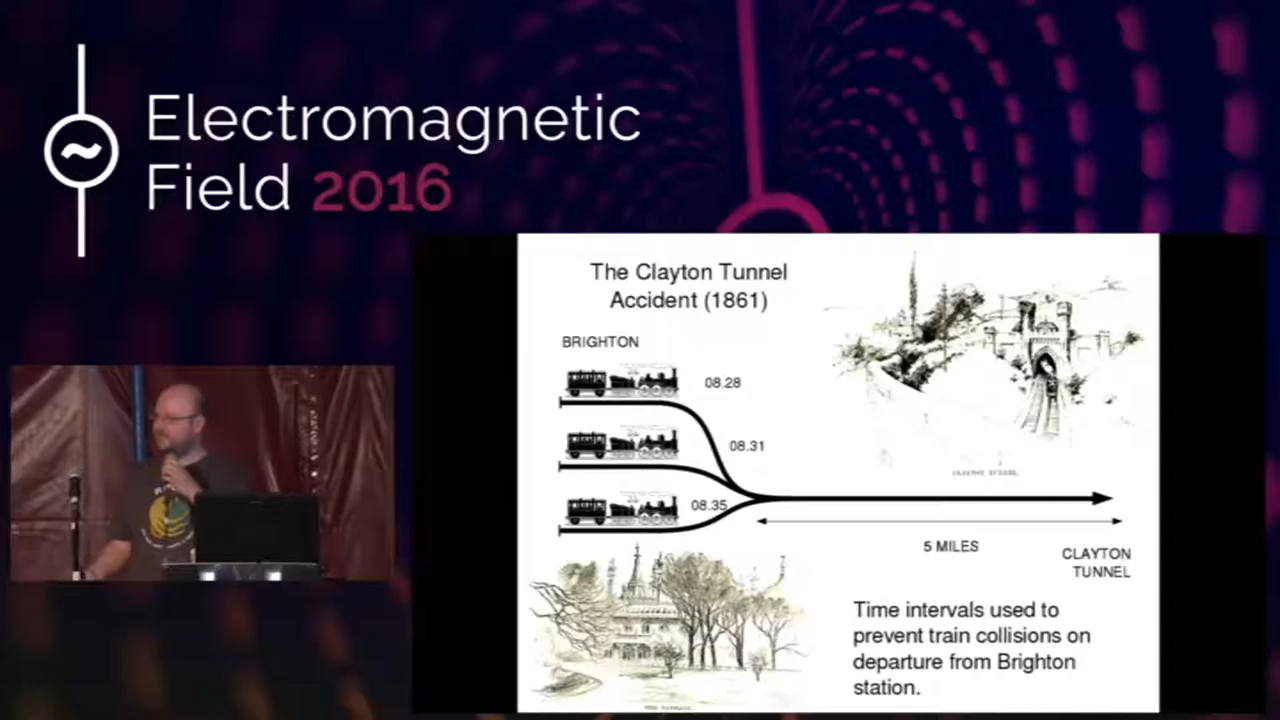 Electromagnetic
Field 2016
The Clayton Tunnel
Accident (1861)
BRIGHTON
08.28
08.31
08.35
5 MILES
CLAYTON
TUNNEL
Time intervals used to
prevent train collisions on
departure from Brighton
station.